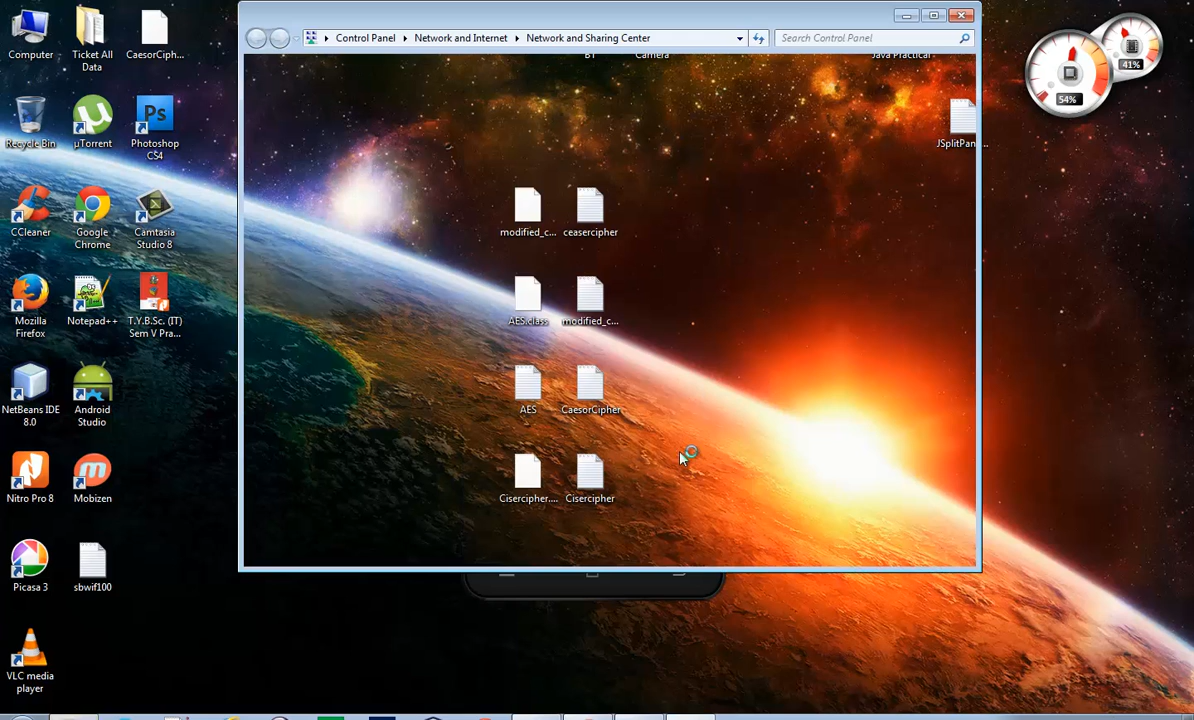 Control Panel
Network and Internet
Network and Sharing Center
Search Control Panel
BT
Camera
Java Practical
JSplitPan...
modified_c...
ceasercipher
AES.class
modified_c...
AES
CaesorCipher
Cisercipher....
Cisercipher
Computer
Ticket All
Data
CaesorCiph...
Recycle Bin
µTorrent
Photoshop
CS4
CCleaner
Google
Chrome
Camtasia
Studio 8
Mozilla
Firefox
Notepad++
T.Y.B.Sc. (IT)
Sem V Pra...
NetBeans IDE
8.0
Android
Studio
Nitro Pro 8
Mobizen
Picasa 3
sbwif100
VLC media
player
Ps
54%
41%